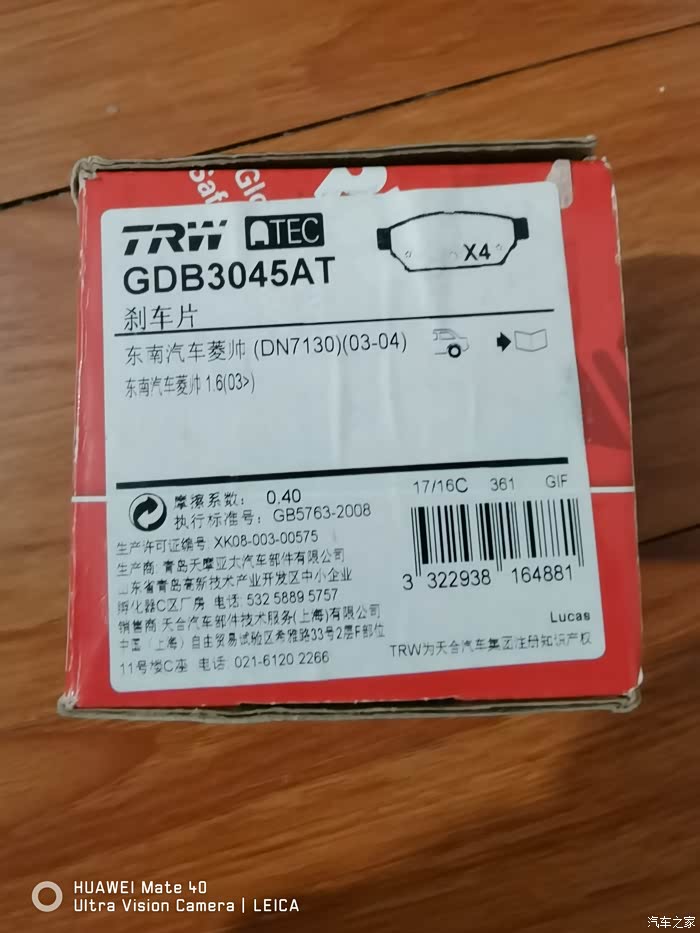 TRW ATEC
GDB3045AT
X4
刹车片
东南汽车菱帅 (DN7130)(03-04)
东南汽车菱帅 1.6(03>)
摩擦系数: 0,40
执行标准号: GB5763-2008
17/16C 361 GIF
生产许可证编号: XK08-003-00575
生产商: 青岛天摩亚太汽车部件有限公司
山东省青岛高新技术产业开发区中小企业
孵化器C区厂房 电话: 532 5889 5757
销售商 天合汽车部件技术服务(上海)有限公司
中国（上海）自由贸易试验区希雅路33号2层F部位
11号楼C座 电话: 021-6120 2266
3 322938 164881
Lucas
TRW为天合汽车集团注册知识产权
HUAWEI Mate 40
Ultra Vision Camera | LEICA
汽车之家